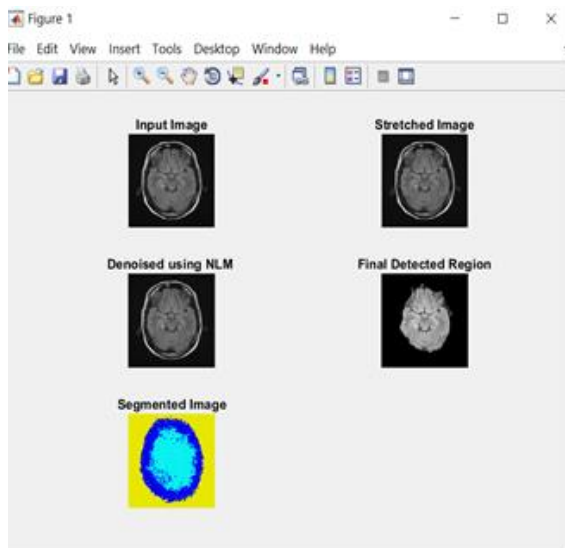 Figure 1
File Edit View Insert Tools Desktop Window Help
Input Image
Stretched Image
Denoised using NLM
Final Detected Region
Segmented Image